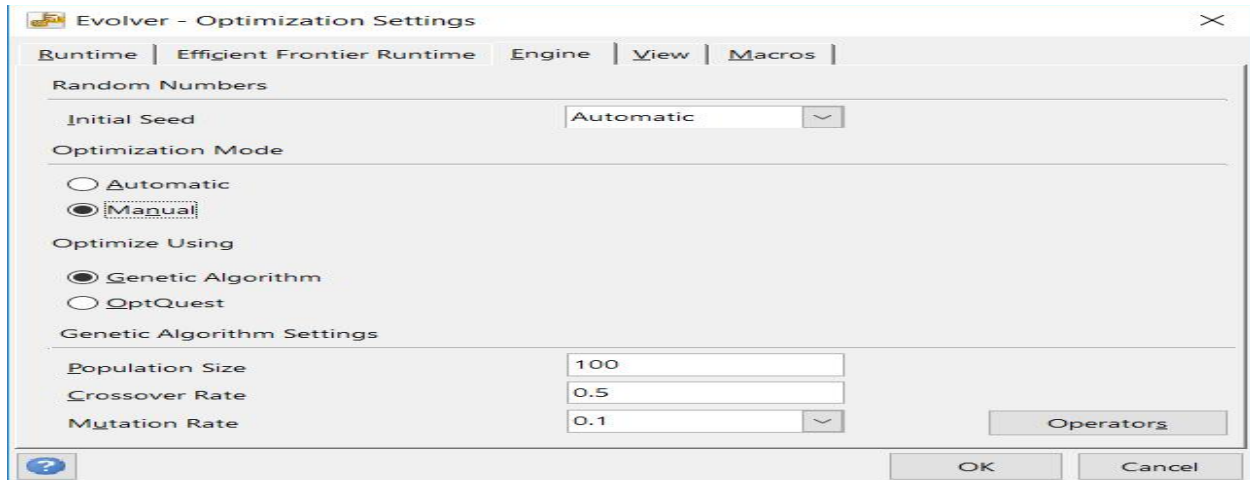 Evolver - Optimization Settings
Runtime Efficient Frontier Runtime Engine View Macros
Random Numbers
Initial Seed Automatic
Optimization Mode
Automatic
Manual
Optimize Using
Genetic Algorithm
OptQuest
Genetic Algorithm Settings
Population Size 100
Crossover Rate 0.5
Mutation Rate 0.1 Operators
? OK Cancel